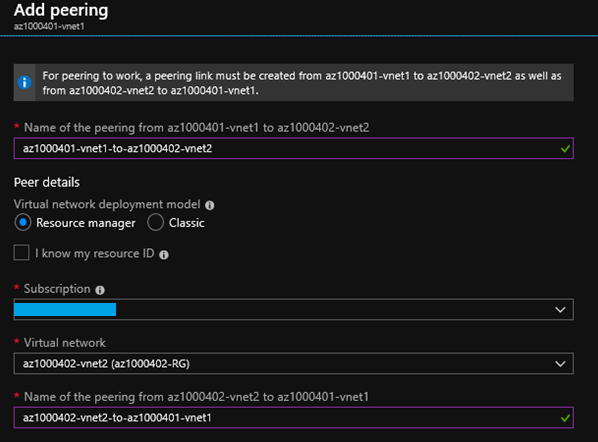 Add peering
az1000401-vnet1
For peering to work, a peering link must be created from az1000401-vnet1 to az1000402-vnet2 as well as
from az1000402-vnet2 to az1000401-vnet1.
* Name of the peering from az1000401-vnet1 to az1000402-vnet2
az1000401-vnet1-to-az1000402-vnet2
Peer details
Virtual network deployment model
Resource manager Classic
I know my resource ID
* Subscription
* Virtual network
az1000402-vnet2 (az1000402-RG)
* Name of the peering from az1000402-vnet2 to az1000401-vnet1
az1000402-vnet2-to-az1000401-vnet1